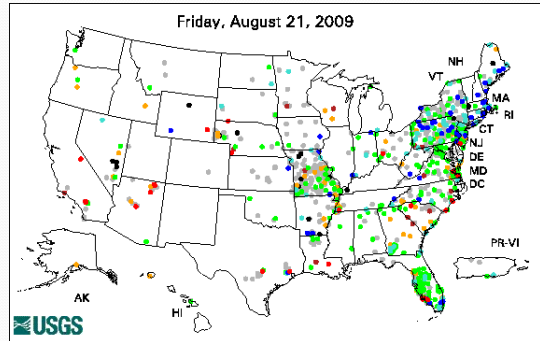 Friday, August 21, 2009
NH
VT
MA
RI
CT
NJ
DE
MD
DC
PR-VI
AK
HI
USGS